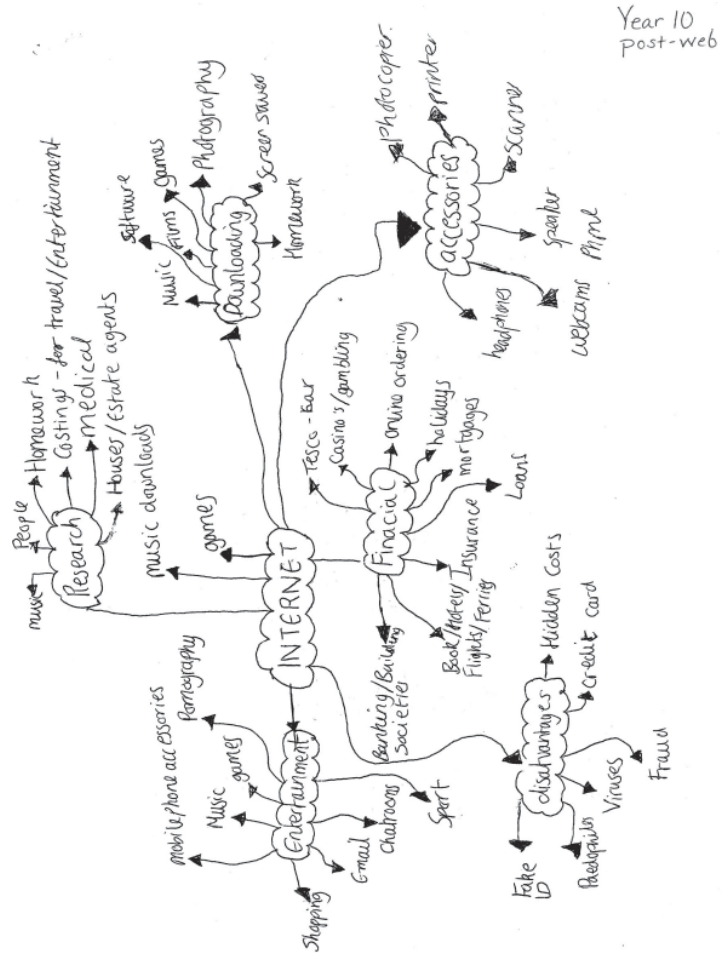 Year 10
post-web
INTERNET
games
music downloads
Research
music
People
Homework
Costings - for travel/Entertainment
medical
Houses/Estate agents
Downloading
Music
Software
Films
games
Photography
Screen saver
Homework
accessories
Photocopier
printer
scanner
Speaker
Phone
webcams
headphones
Finacial
Tesco - Bar
Casino's/gambling
online ordering
holidays
mortgages
Loans
Insurance
Book/Hotels/
Flights/Ferries
Banking/Building
Societies
Entertainment
mobile phone accessories
Music
games
Pornography
Sport
Chatrooms
Email
Shopping
disatvantages
Hidden costs
Credit card
Fraud
Viruses
Paedophiles
Fake
ID